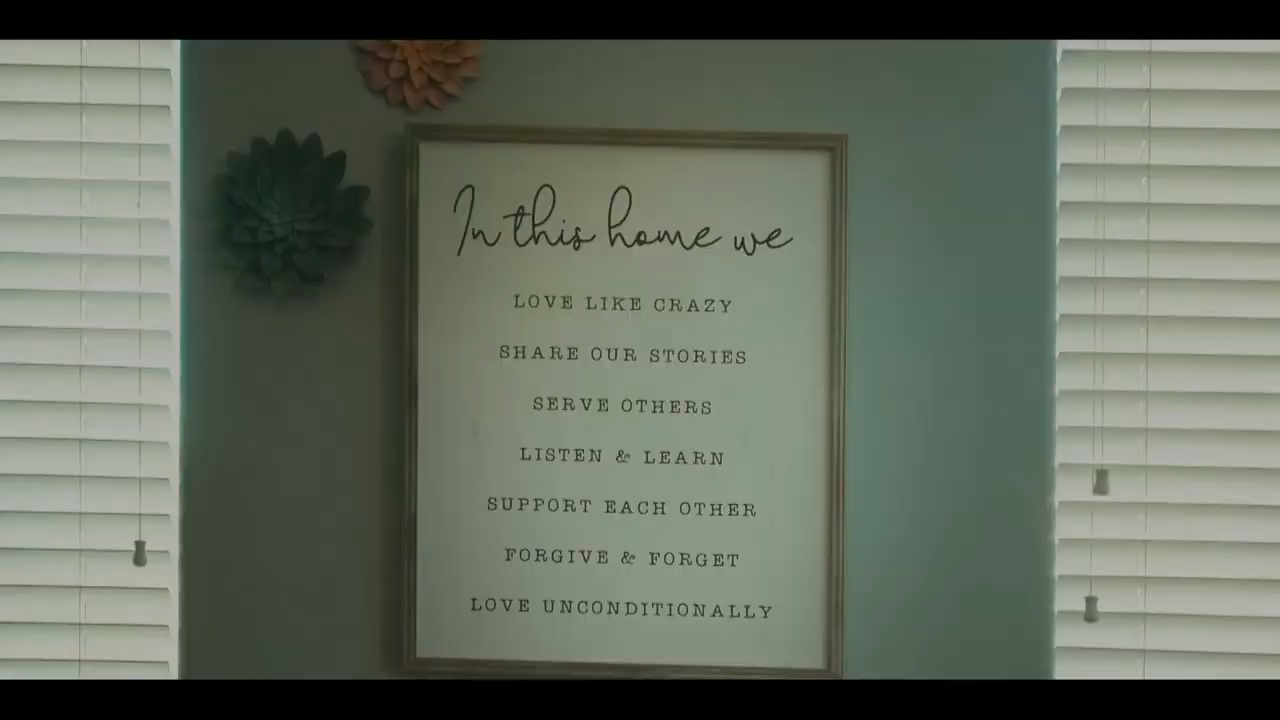 In this home we
LOVE LIKE CRAZY
SHARE OUR STORIES
SERVE OTHERS
LISTEN & LEARN
SUPPORT EACH OTHER
FORGIVE & FORGET
LOVE UNCONDITIONALLY